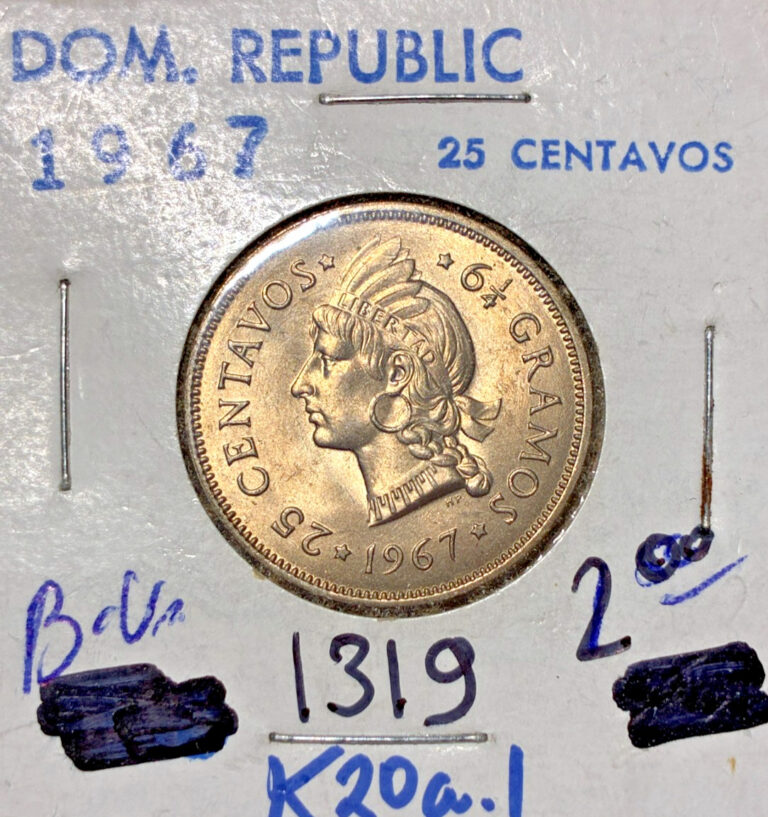 DOM. REPUBLIC
1967
25 CENTAVOS
25 CENTAVOS ★ ★ 6¼ GRAMOS
LIBERTAD
★ 1967 ★
B.U.
2.00
1319
K20a.1